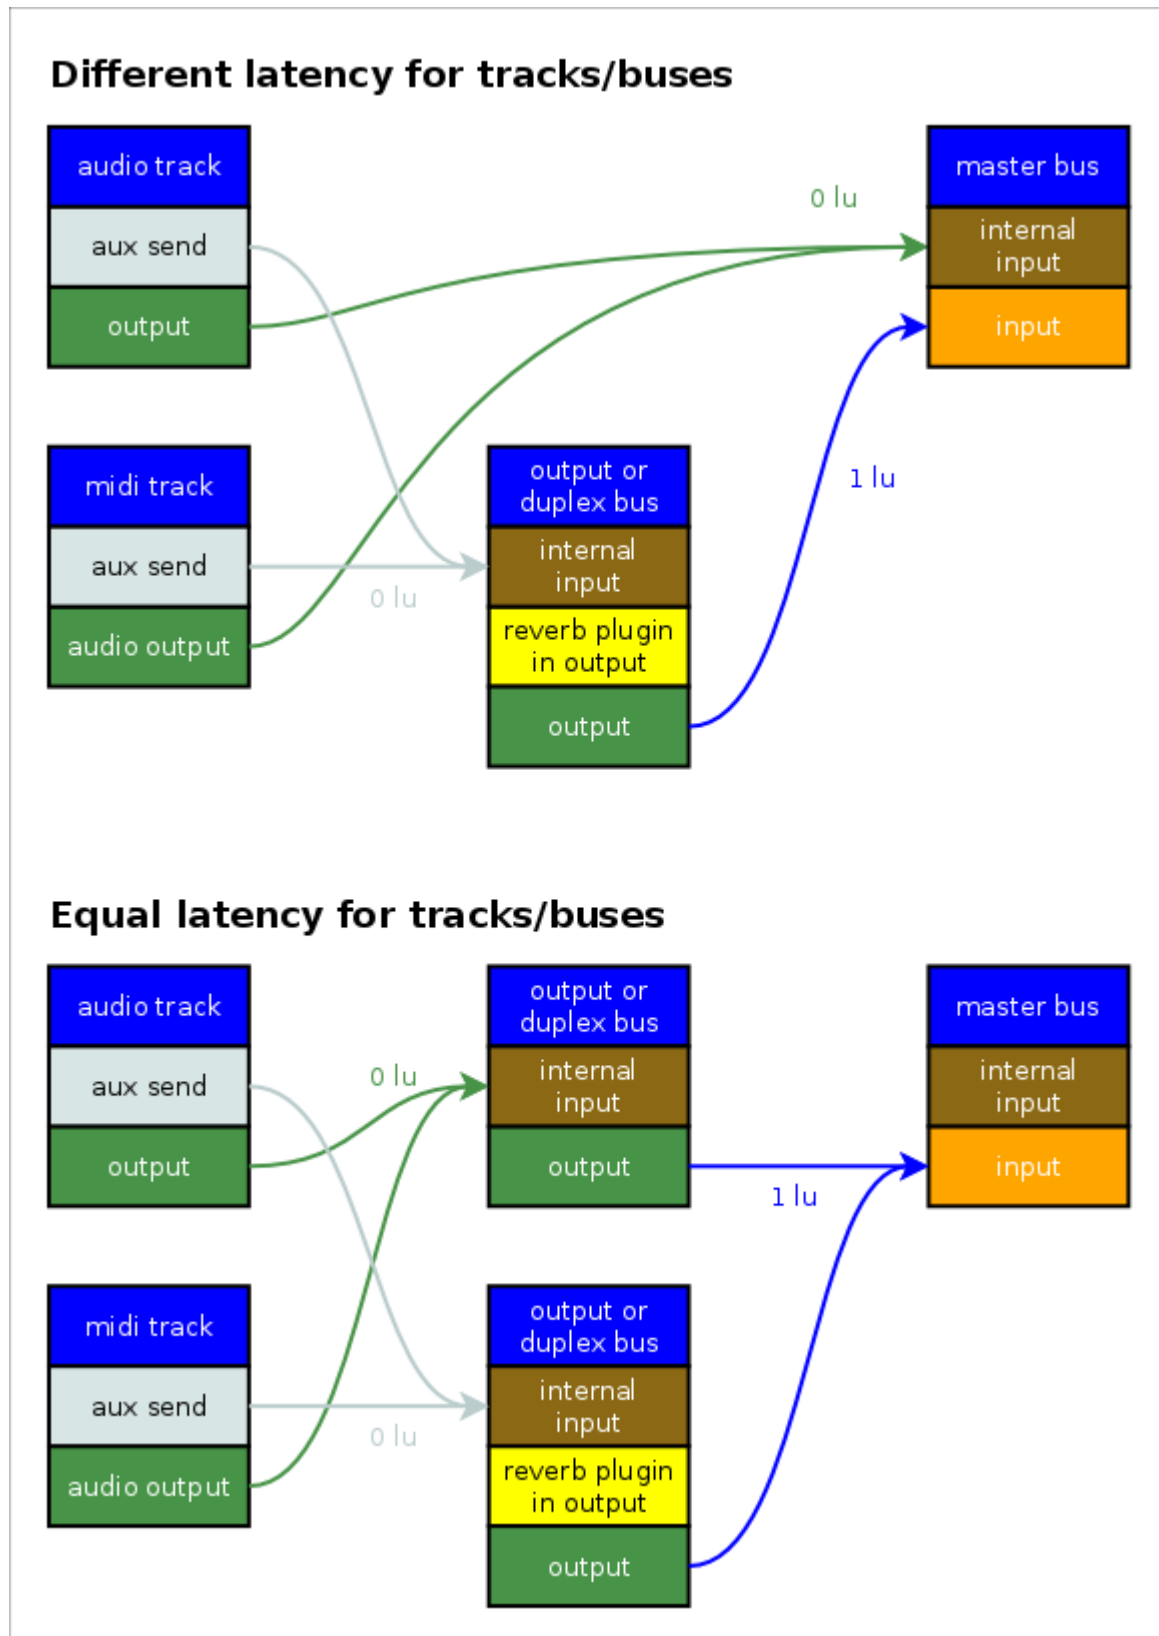 Different latency for tracks/buses
audio track
aux send
output
0 lu
master bus
internal
input
input
midi track
aux send
0 lu
audio output
output or
duplex bus
internal
input
reverb plugin
in output
output
1 lu
Equal latency for tracks/buses
audio track
aux send
output
0 lu
output or
duplex bus
internal
input
output
1 lu
master bus
internal
input
input
midi track
aux send
0 lu
audio output
output or
duplex bus
internal
input
reverb plugin
in output
output